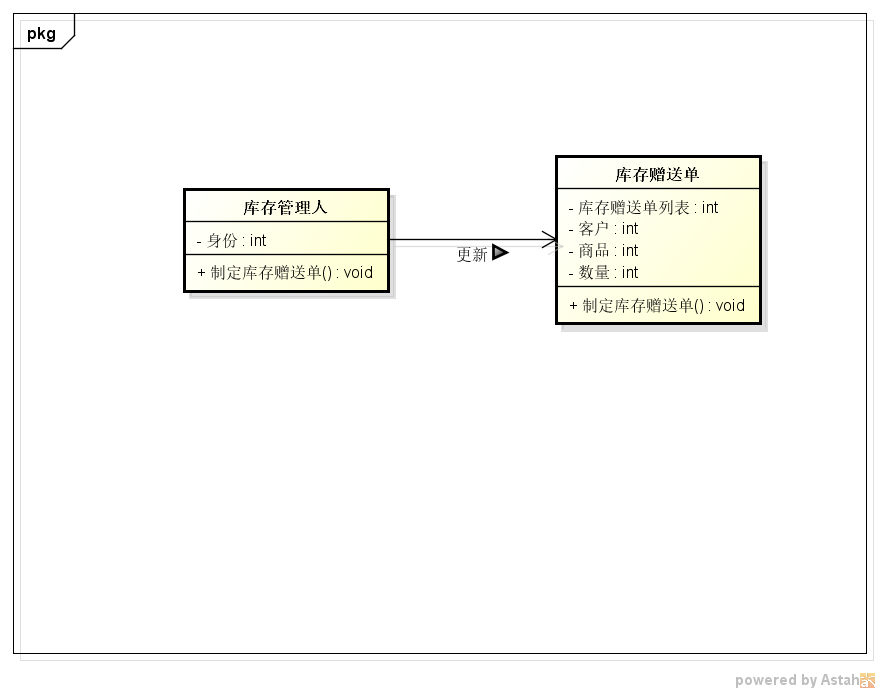 pkg
库存管理人
- 身份 : int
+ 制定库存赠送单() : void
更新
库存赠送单
- 库存赠送单列表 : int
- 客户 : int
- 商品 : int
- 数量 : int
+ 制定库存赠送单() : void
powered by Astah